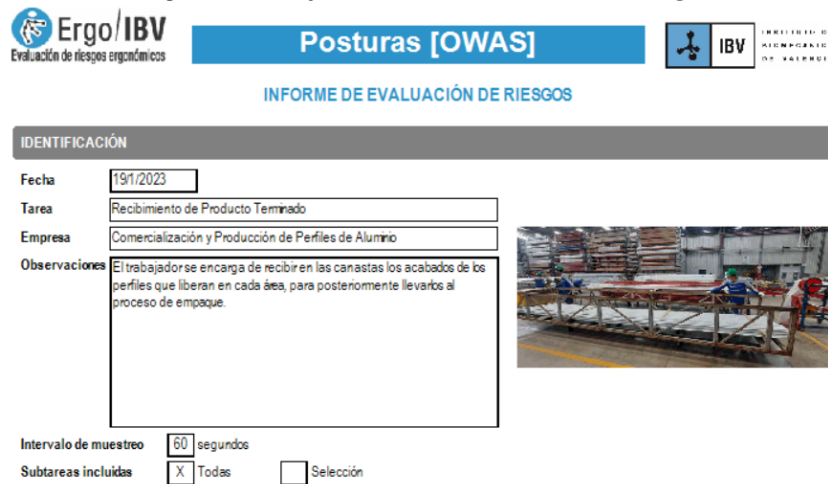 Ergo/IBV
Evaluación de riesgos ergonómicos
Posturas [OWAS]
IBV
INFORME DE EVALUACIÓN DE RIESGOS
IDENTIFICACIÓN
Fecha 19/1/2023
Tarea Recibimiento de Producto Terminado
Empresa Comercialización y Producción de Perfiles de Aluminio
Observaciones El trabajador se encarga de recibir en las canastas los acabados de los
perfiles que liberan en cada área, para posteriormente llevarlos al
proceso de empaque.
Intervalo de muestreo 60 segundos
Subtareas incluidas X Todas Selección